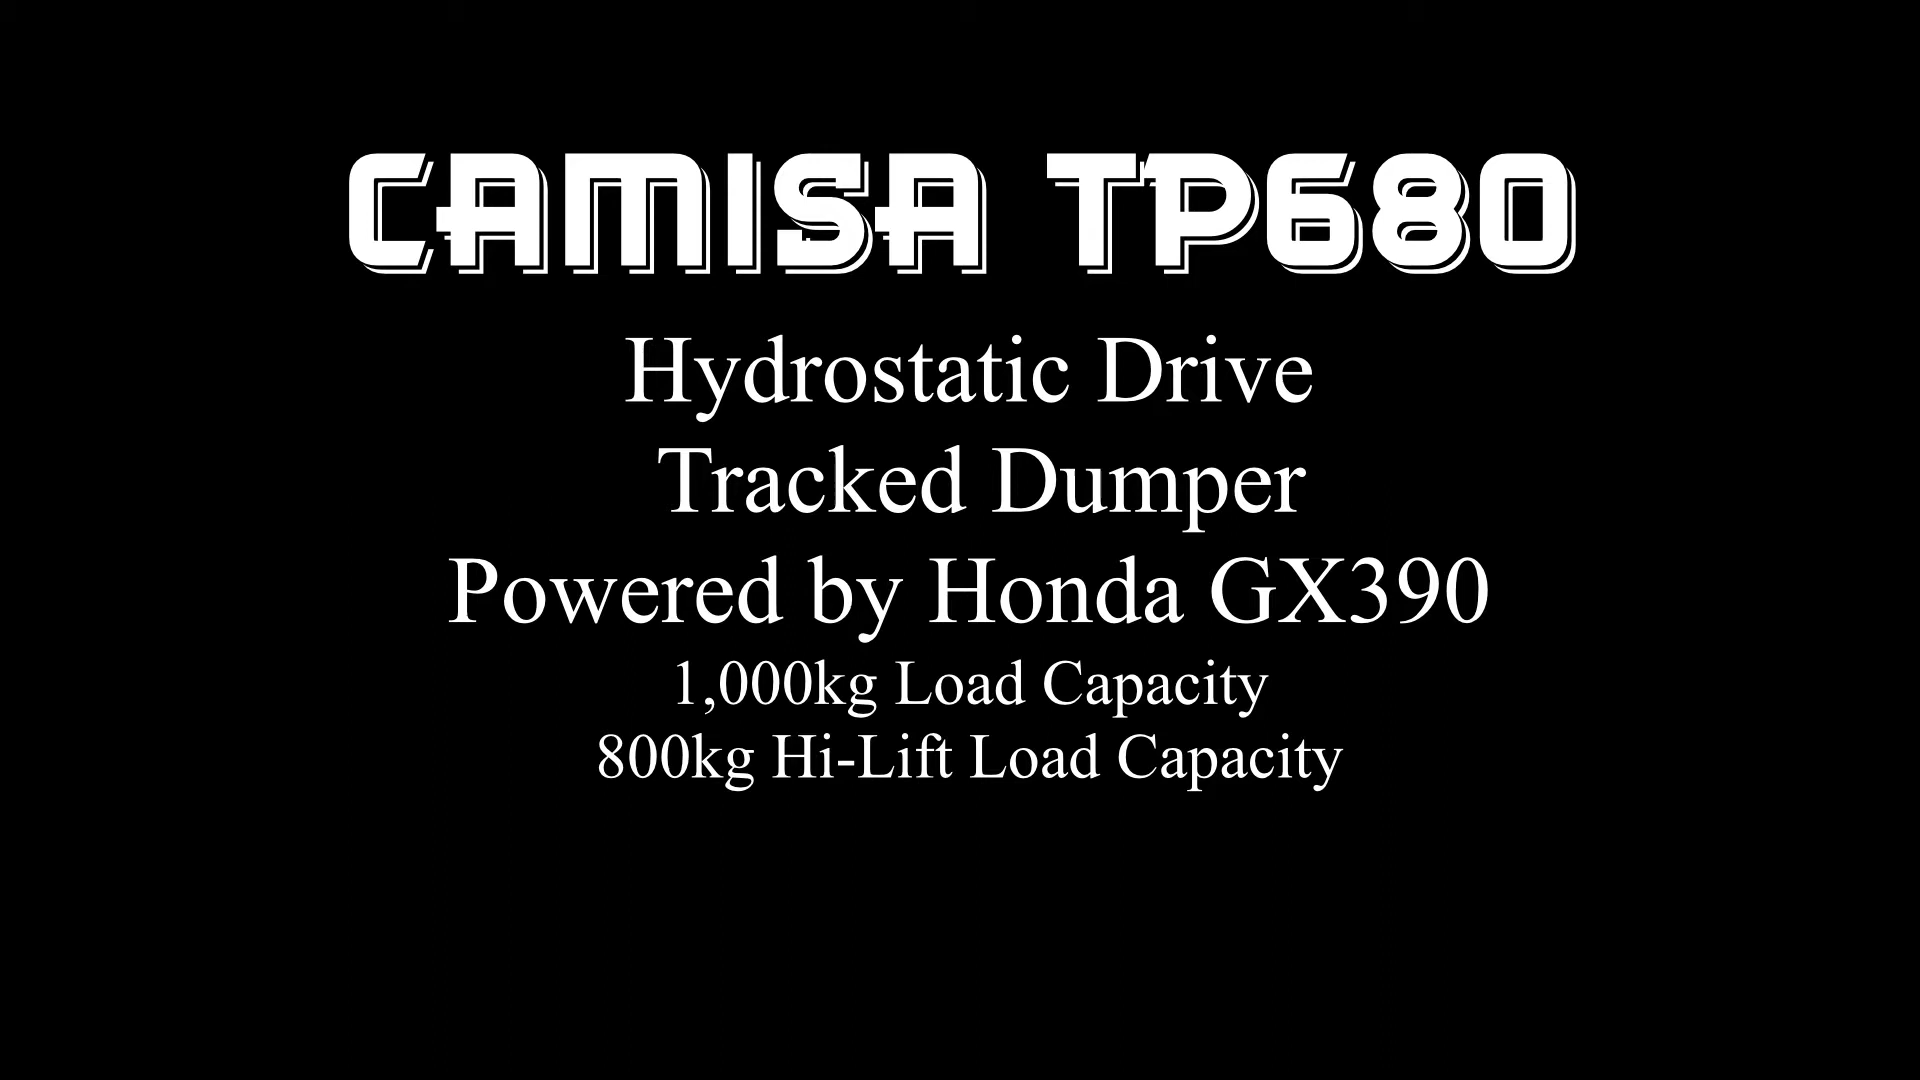 CAMISA TP680
Hydrostatic Drive
Tracked Dumper
Powered by Honda GX390
1,000kg Load Capacity
800kg Hi-Lift Load Capacity